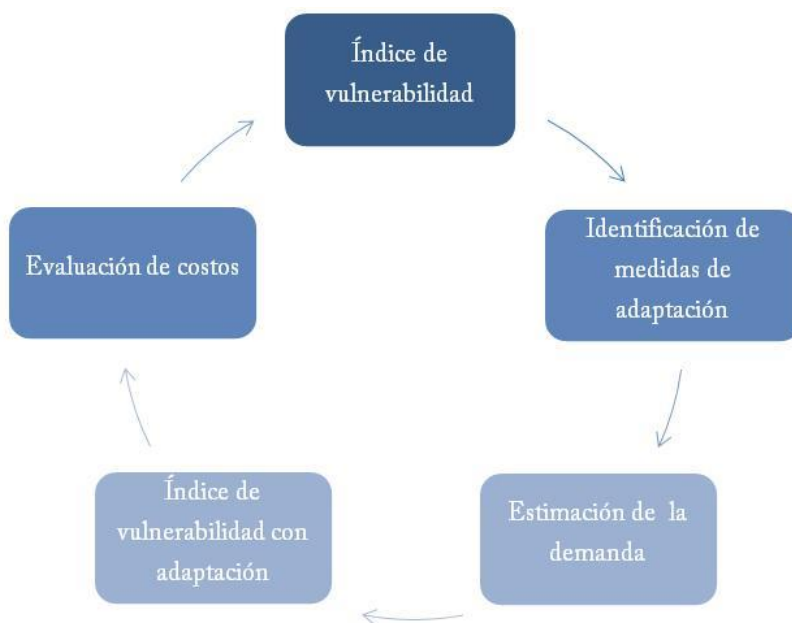 Índice de
vulnerabilidad
Identificación de
medidas de
adaptación
Estimación de la
demanda
Índice de
vulnerabilidad con
adaptación
Evaluación de costos